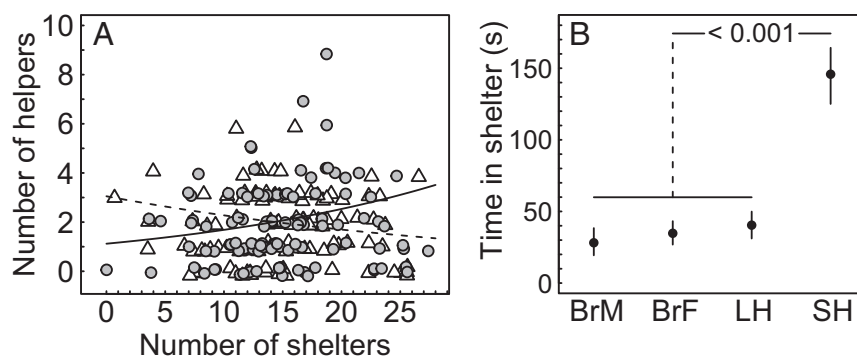 A
Number of helpers
10
8
6
4
2
0
0 5 10 15 20 25
Number of shelters
B
Time in shelter (s)
< 0.001
150
100
50
0
BrM BrF LH SH